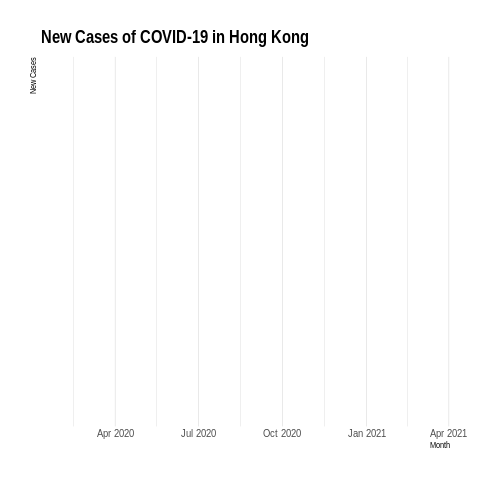 New Cases of COVID-19 in Hong Kong
New Cases
Apr 2020 Jul 2020 Oct 2020 Jan 2021 Apr 2021
Month